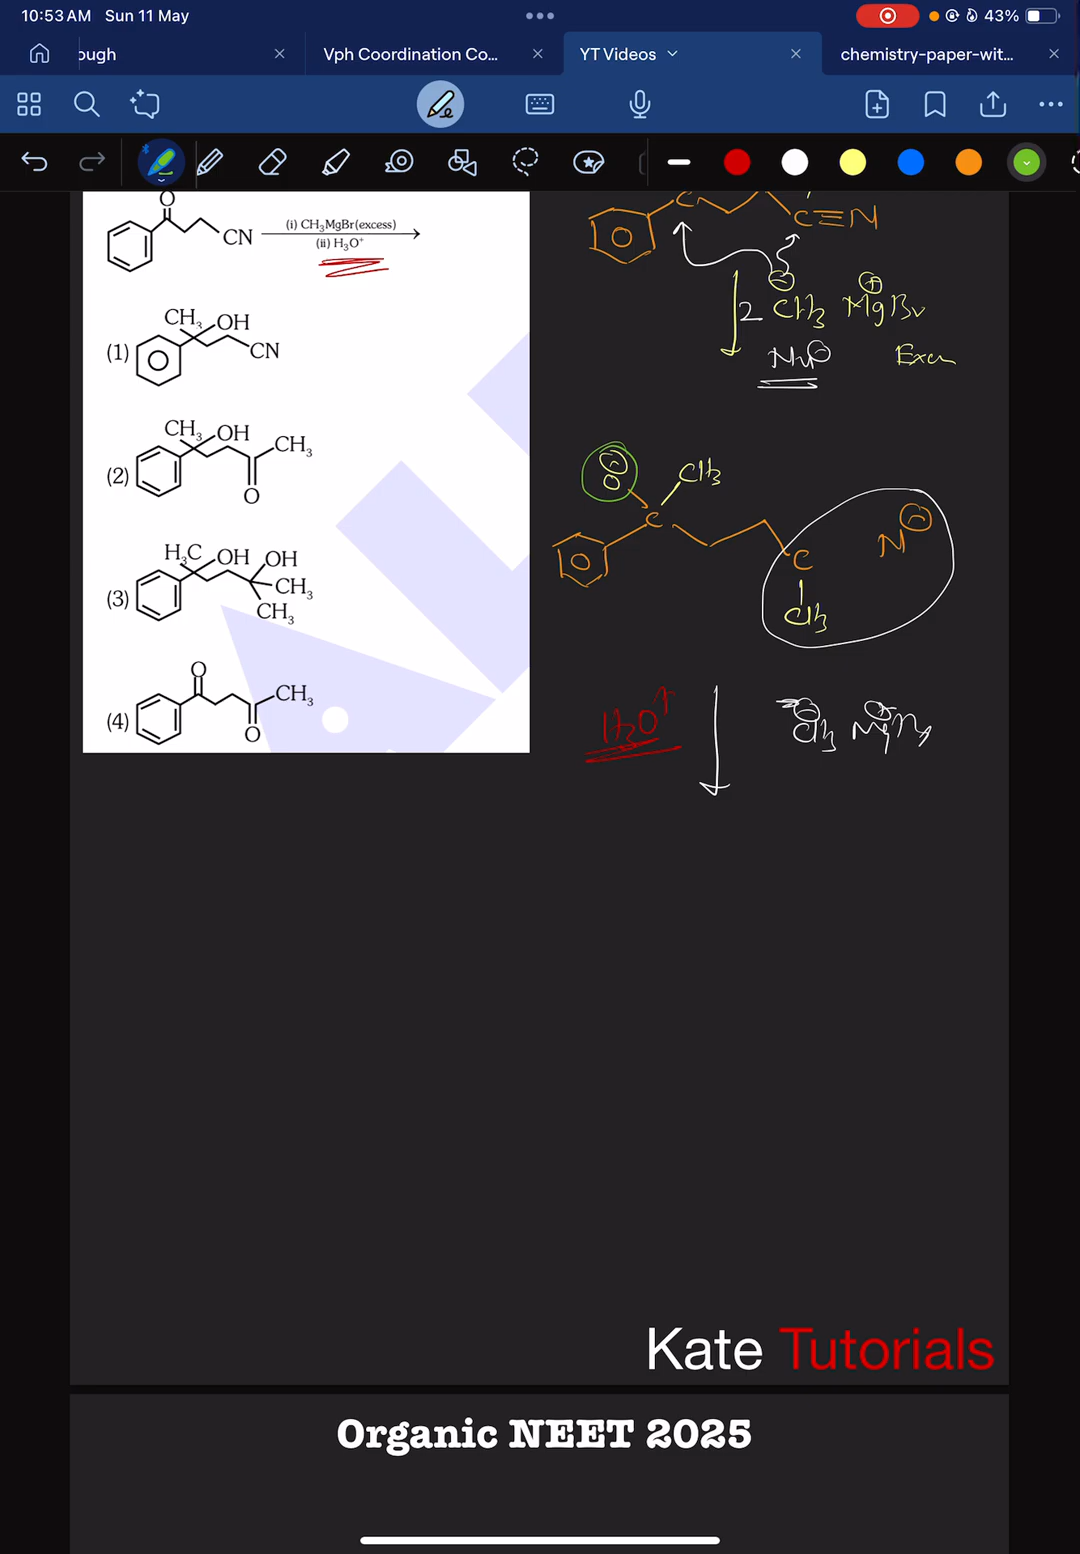 10:53 AM Sun 11 May
43%
ough
Vph Coordination Co...
YT Videos
chemistry-paper-wit...
O
CN
(i) CH₃MgBr(excess)
(ii) H₃O⁺
C
C≡N
2 CH₃ MgBr
⊖ ⊕
Nu⊖
(1)
CH₃ OH
CN
(2)
CH₃ OH
CH₃
O
(3)
H₃C OH OH
CH₃
CH₃
(4)
O
CH₃
O
⊖
O
CH₃
C
N⊖
C
CH₃
H₃O⁺
⊖ ⊕
CH₃
Kate Tutorials
Organic NEET 2025